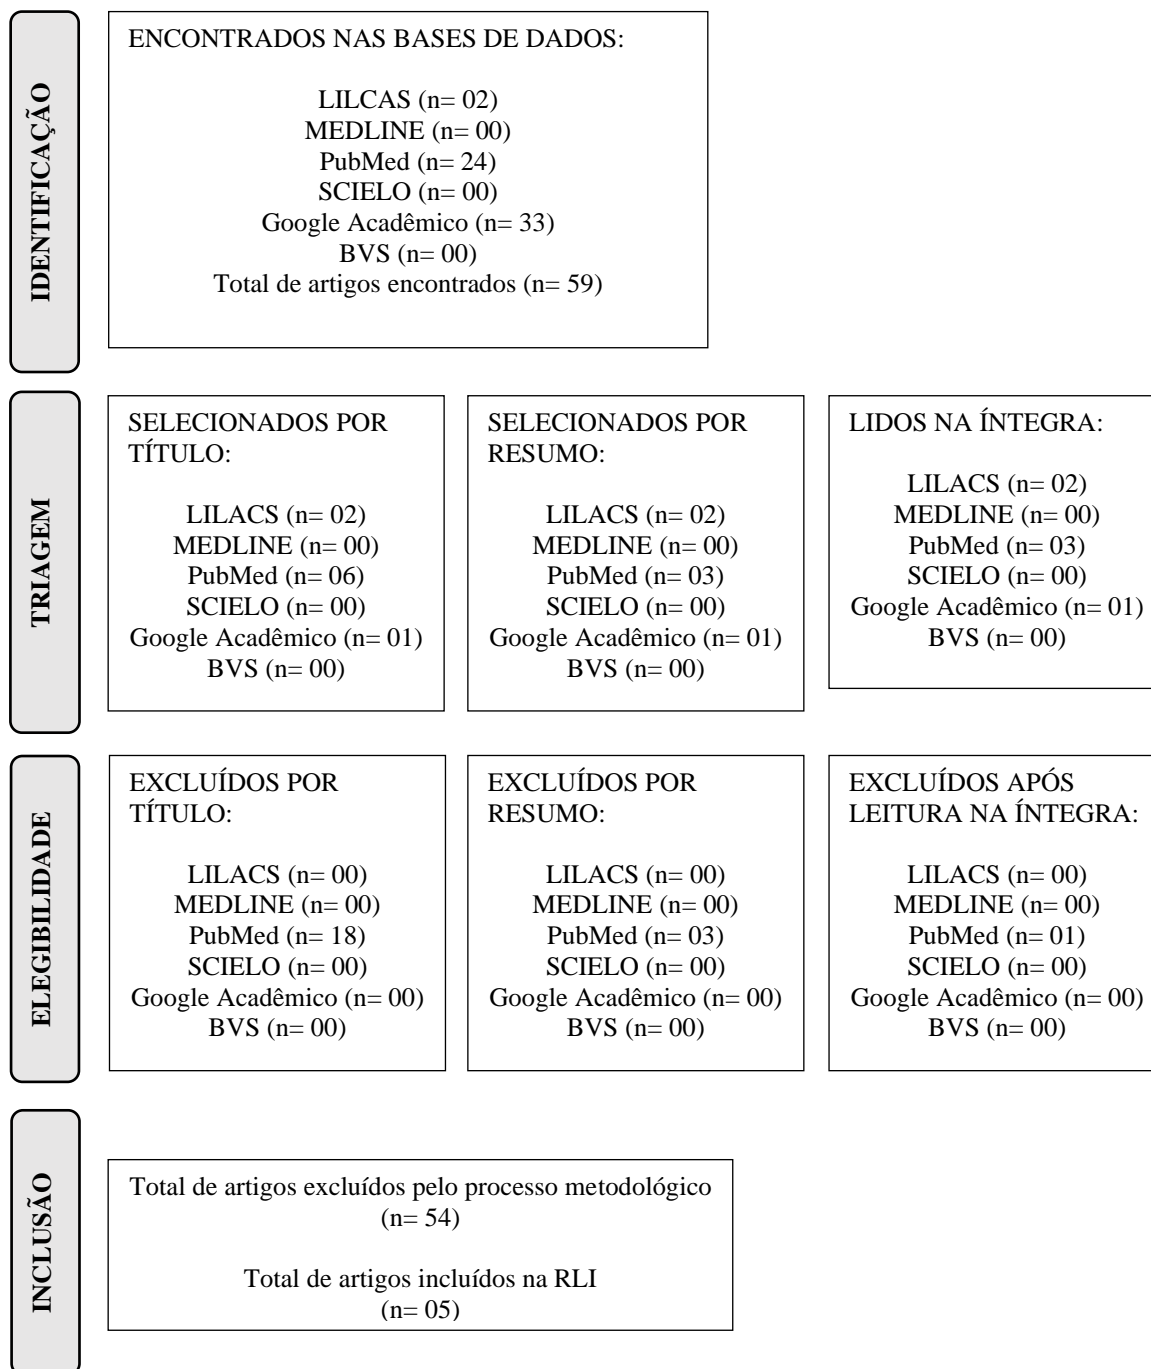 IDENTIFICAÇÃO
ENCONTRADOS NAS BASES DE DADOS:
LILCAS (n= 02)
MEDLINE (n= 00)
PubMed (n= 24)
SCIELO (n= 00)
Google Acadêmico (n= 33)
BVS (n= 00)
Total de artigos encontrados (n= 59)
TRIAGEM
SELECIONADOS POR
TÍTULO:
LILACS (n= 02)
MEDLINE (n= 00)
PubMed (n= 06)
SCIELO (n= 00)
Google Acadêmico (n= 01)
BVS (n= 00)
SELECIONADOS POR
RESUMO:
LILACS (n= 02)
MEDLINE (n= 00)
PubMed (n= 03)
SCIELO (n= 00)
Google Acadêmico (n= 01)
BVS (n= 00)
LIDOS NA ÍNTEGRA:
LILACS (n= 02)
MEDLINE (n= 00)
PubMed (n= 03)
SCIELO (n= 00)
Google Acadêmico (n= 01)
BVS (n= 00)
ELEGIBILIDADE
EXCLUÍDOS POR
TÍTULO:
LILACS (n= 00)
MEDLINE (n= 00)
PubMed (n= 18)
SCIELO (n= 00)
Google Acadêmico (n= 00)
BVS (n= 00)
EXCLUÍDOS POR
RESUMO:
LILACS (n= 00)
MEDLINE (n= 00)
PubMed (n= 03)
SCIELO (n= 00)
Google Acadêmico (n= 00)
BVS (n= 00)
EXCLUÍDOS APÓS
LEITURA NA ÍNTEGRA:
LILACS (n= 00)
MEDLINE (n= 00)
PubMed (n= 01)
SCIELO (n= 00)
Google Acadêmico (n= 00)
BVS (n= 00)
INCLUSÃO
Total de artigos excluídos pelo processo metodológico
(n= 54)
Total de artigos incluídos na RLI
(n= 05)